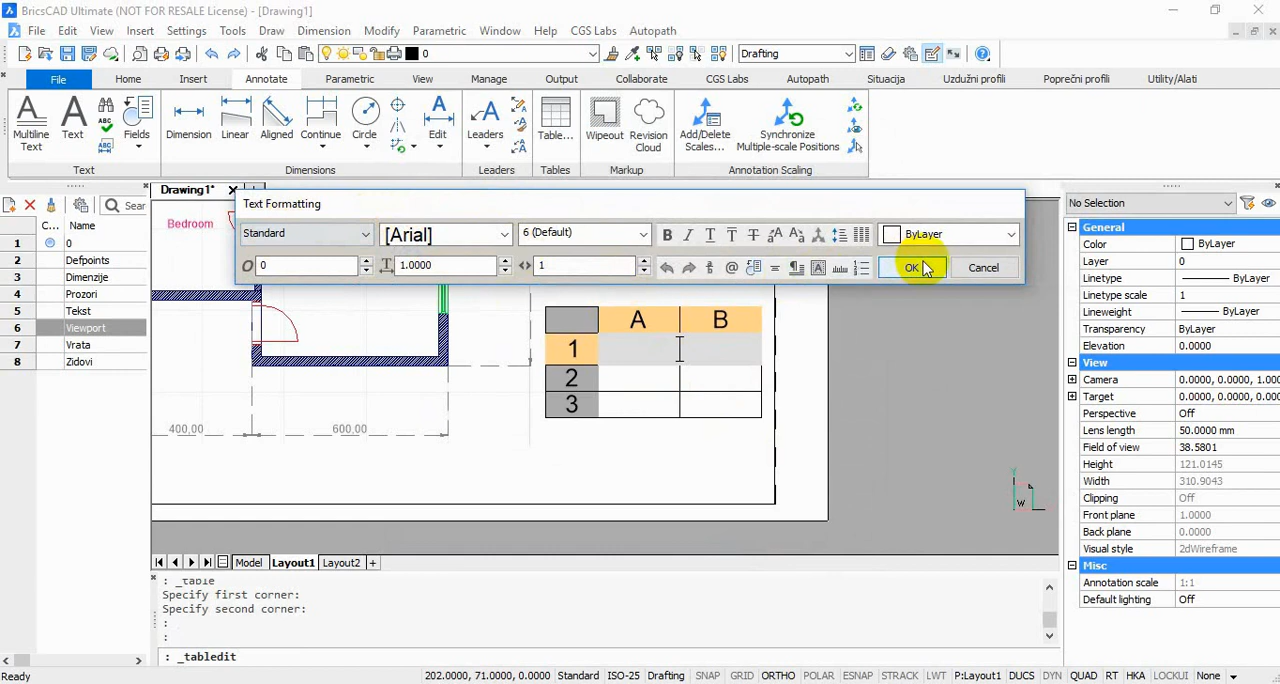 BricsCAD Ultimate (NOT FOR RESALE License) - [Drawing1]
File Edit View Insert Settings Tools Draw Dimension Modify Parametric Window Help CGS Labs Autopath
0 Drafting
File Home Insert Annotate Parametric View Manage Output Collaborate CGS Labs Autopath Situacija Uzdužni profili Poprečni profili Utility/Alati
Multiline Text Text Fields Dimension Linear Aligned Continue Circle Edit Leaders Table... Wipeout Revision Cloud Add/Delete Scales... Synchronize Multiple-scale Positions
Text Dimensions Leaders Tables Markup Annotation Scaling
Drawing1*
Sear
C... Name
1 0
2 Defpoints
3 Dimenzije
4 Prozori
5 Tekst
6 Viewport
7 Vrata
8 Zidovi
Bedroom
Text Formatting
Standard [Arial] 6 (Default) B I T T T ByLayer
0 1.0000 1 OK Cancel
A B
1
2
3
400,00 600,00
W
No Selection
General
Color ByLayer
Layer 0
Linetype ByLayer
Linetype scale 1
Lineweight ByLayer
Transparency ByLayer
Elevation 0.0000
View
Camera 0.0000, 0.0000, 1.000
Target 0.0000, 0.0000, 0.000
Perspective Off
Lens length 50.0000 mm
Field of view 38.5801
Height 121.0145
Width 310.9043
Clipping Off
Front plane 1.0000
Back plane 0.0000
Visual style 2dWireframe
Misc
Annotation scale 1:1
Default lighting Off
Model Layout1 Layout2 +
: _table
Specify first corner:
Specify second corner:
:
:
: _tabledit
Ready 202.0000, 71.0000, 0.0000 Standard ISO-25 Drafting SNAP GRID ORTHO POLAR ESNAP STRACK LWT P:Layout1 DUCS DYN QUAD RT HKA LOCKUI None